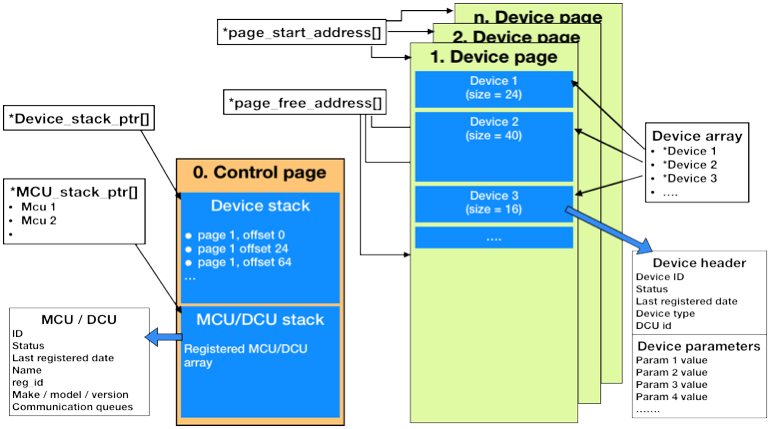 n. Device page
*page_start_address[]
2. Device page
1. Device page
Device 1
(size = 24)
*page_free_address[]
*Device_stack_ptr[]
Device 2
(size = 40)
Device array
• *Device 1
• *Device 2
• *Device 3
• ....
0. Control page
*MCU_stack_ptr[]
• Mcu 1
• Mcu 2
•
Device stack
● page 1, offset 0
● page 1 offset 24
● page 1, offset 64
...
Device 3
(size = 16)
....
Device header
Device ID
Status
Last registered date
Device type
DCU id
MCU / DCU
ID
Status
Last registered date
Name
reg_id
Make / model / version
Communication queues
MCU/DCU stack
Registered MCU/DCU
array
Device parameters
Param 1 value
Param 2 value
Param 3 value
Param 4 value
.......